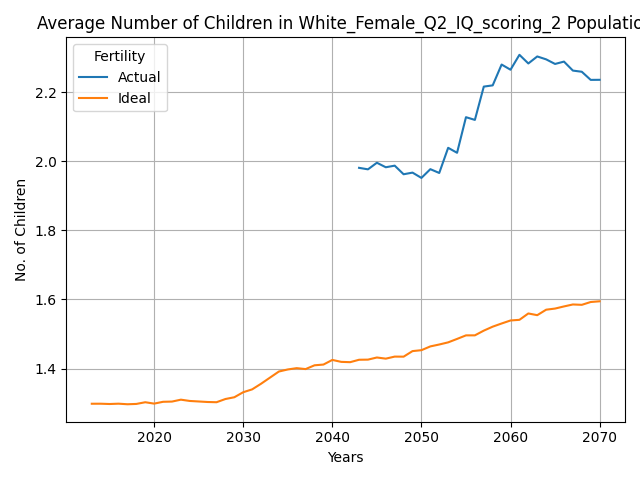 Average Number of Children in White_Female_Q2_IQ_scoring_2 Populatio
Fertility
Actual
Ideal
2.2
2.0
1.8
1.6
1.4
No. of Children
2020 2030 2040 2050 2060 2070
Years